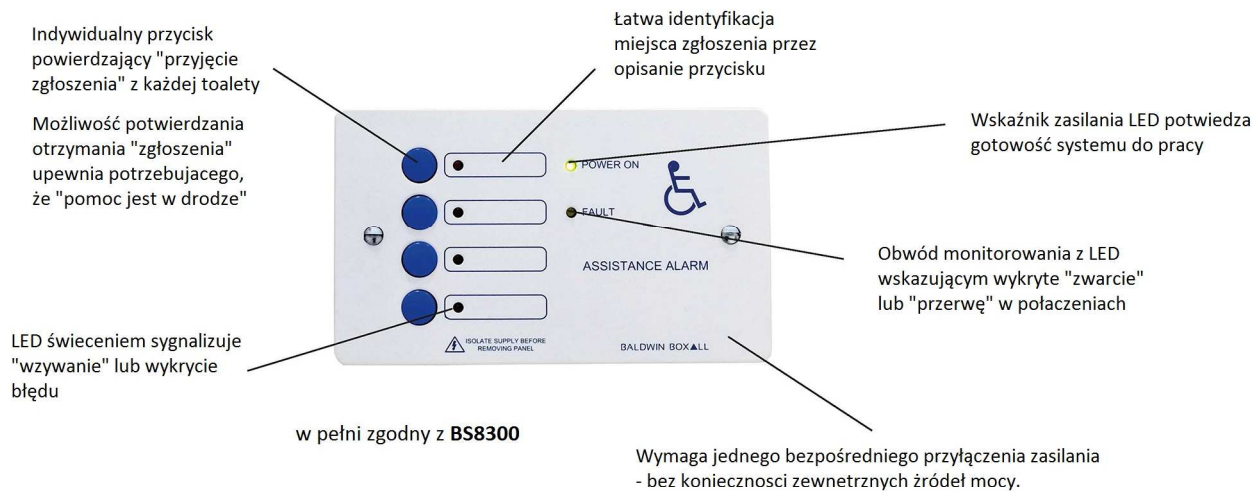 Indywidualny przycisk
powierdzający "przyjęcie
zgłoszenia" z każdej toalety
Możliwość potwierdzania
otrzymania "zgłoszenia"
upewnia potrzebujacego,
że "pomoc jest w drodze"
LED świeceniem sygnalizuje
"wzywanie" lub wykrycie
błędu
Łatwa identyfikacja
miejsca zgłoszenia przez
opisanie przycisku
POWER ON
FAULT
ASSISTANCE ALARM
ISOLATE SUPPLY BEFORE
REMOVING PANEL
BALDWIN BOXALL
Wskaźnik zasilania LED potwiedza
gotowość systemu do pracy
Obwód monitorowania z LED
wskazującym wykryte "zwarcie"
lub "przerwę" w połaczeniach
w pełni zgodny z BS8300
Wymaga jednego bezpośredniego przyłączenia zasilania
- bez koniecznosci zewnetrznych żródeł mocy.